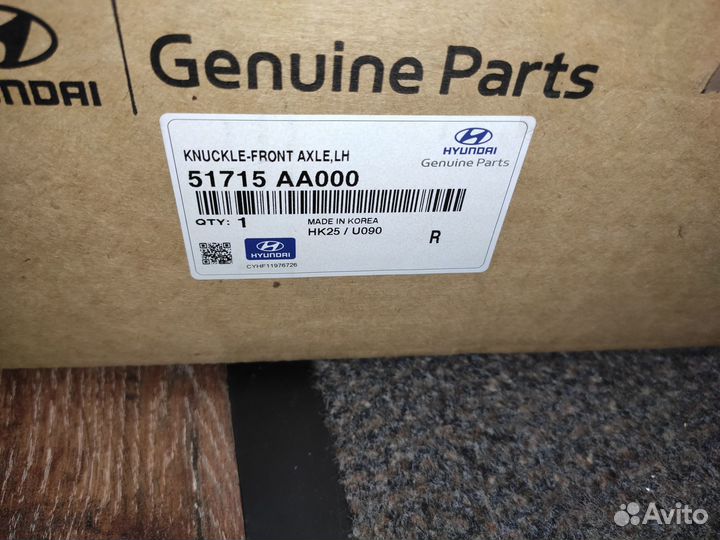 Genuine Parts
NDAI
KNUCKLE-FRONT AXLE,LH
HYUNDAI
Genuine Parts
51715 AA000
QTY: 1
MADE IN KOREA
HK25 / U090
R
HYUNDAI
CYHF11976726
Avito